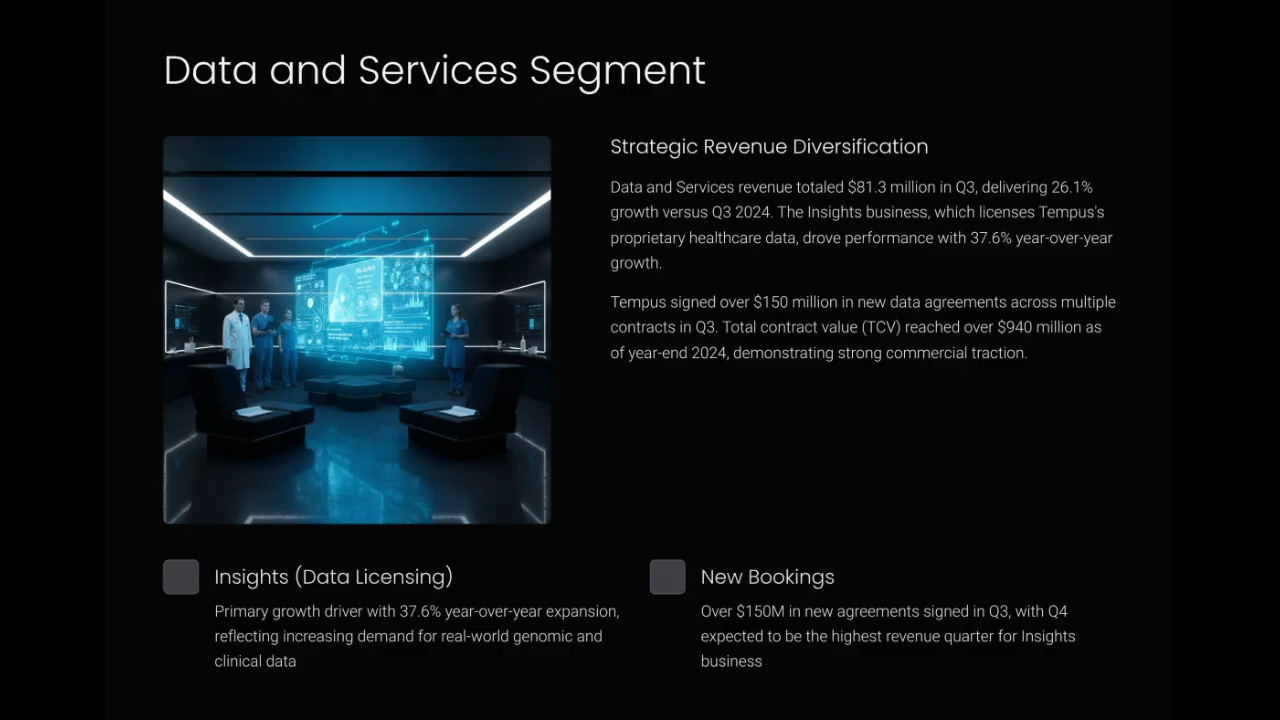 Data and Services Segment
Strategic Revenue Diversification
Data and Services revenue totaled $81.3 million in Q3, delivering 26.1%
growth versus Q3 2024. The Insights business, which licenses Tempus's
proprietary healthcare data, drove performance with 37.6% year-over-year
growth.
Tempus signed over $150 million in new data agreements across multiple
contracts in Q3. Total contract value (TCV) reached over $940 million as
of year-end 2024, demonstrating strong commercial traction.
Insights (Data Licensing)
Primary growth driver with 37.6% year-over-year expansion,
reflecting increasing demand for real-world genomic and
clinical data
New Bookings
Over $150M in new agreements signed in Q3, with Q4
expected to be the highest revenue quarter for Insights
business